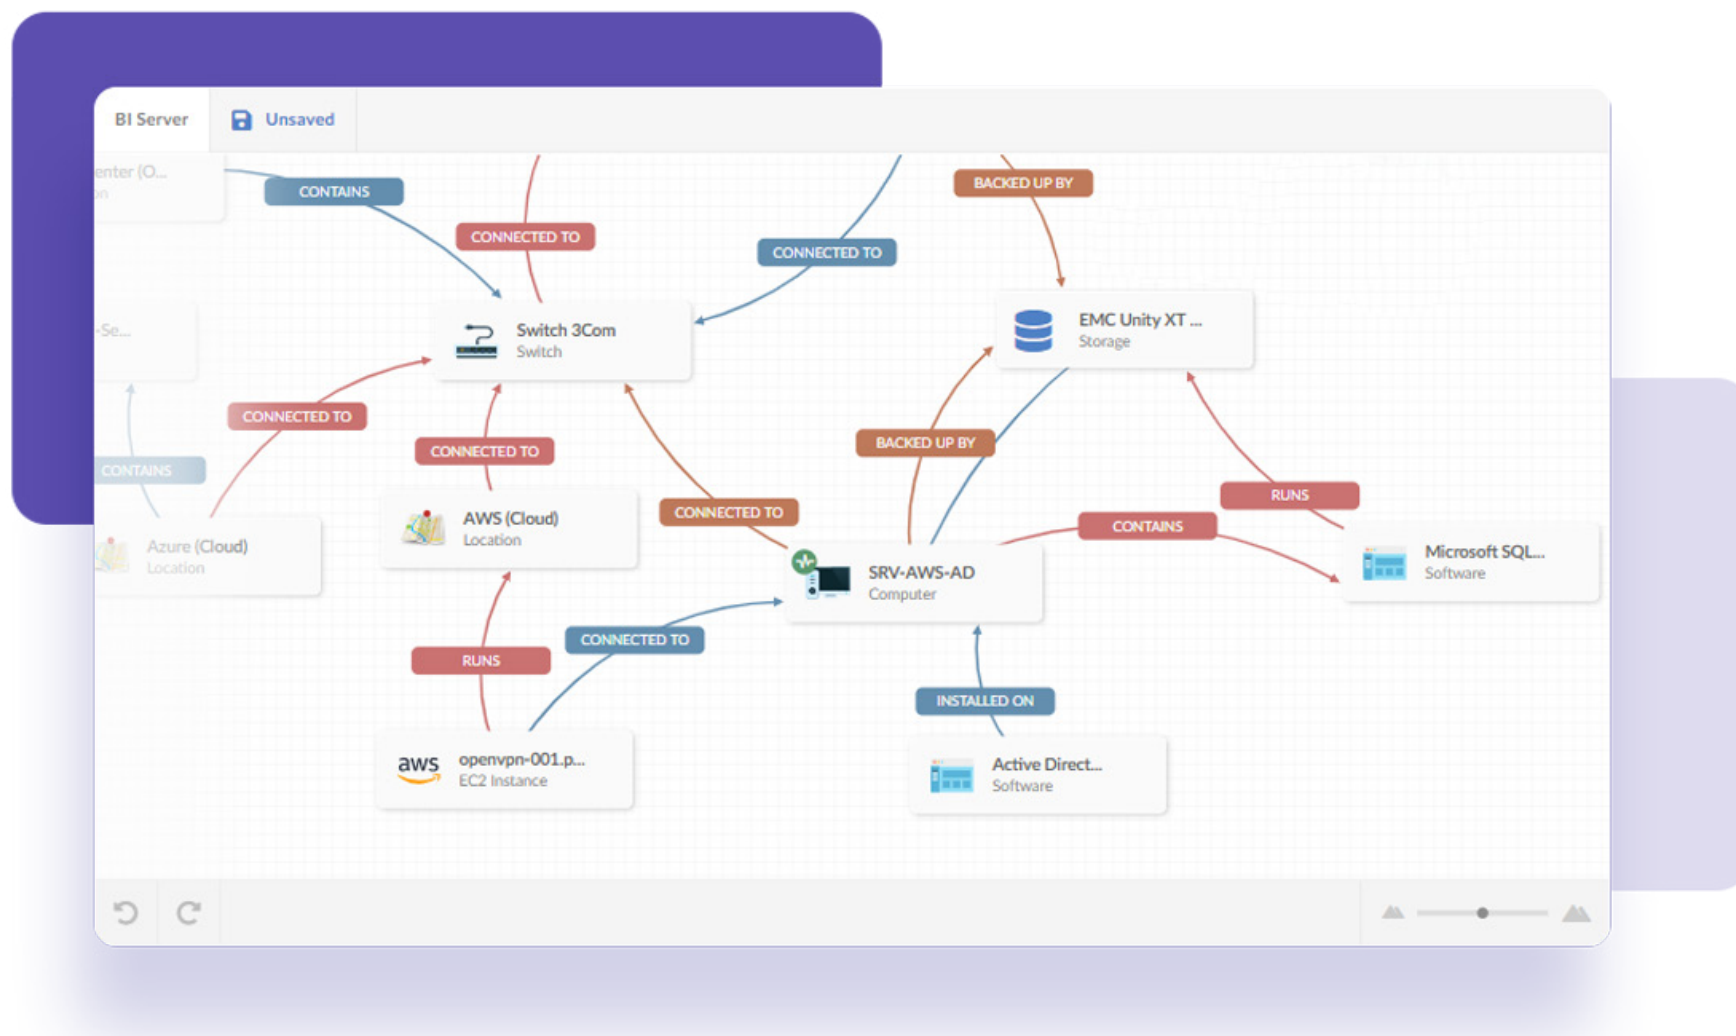 BI Server
Unsaved
enter (O...
on
CONTAINS
CONNECTED TO
CONNECTED TO
BACKED UP BY
-Se...
Switch 3Com
Switch
EMC Unity XT ...
Storage
CONNECTED TO
CONNECTED TO
BACKED UP BY
CONTAINS
RUNS
CONNECTED TO
CONTAINS
AWS (Cloud)
Location
Azure (Cloud)
Location
SRV-AWS-AD
Computer
Microsoft SQL...
Software
CONNECTED TO
RUNS
INSTALLED ON
aws
openvpn-001.p...
EC2 Instance
Active Direct...
Software